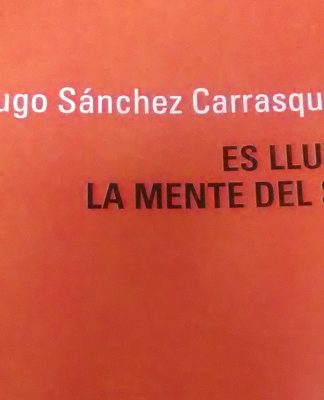 ugo Sánchez Carrasqu
ES LLU
LA MENTE DEL S